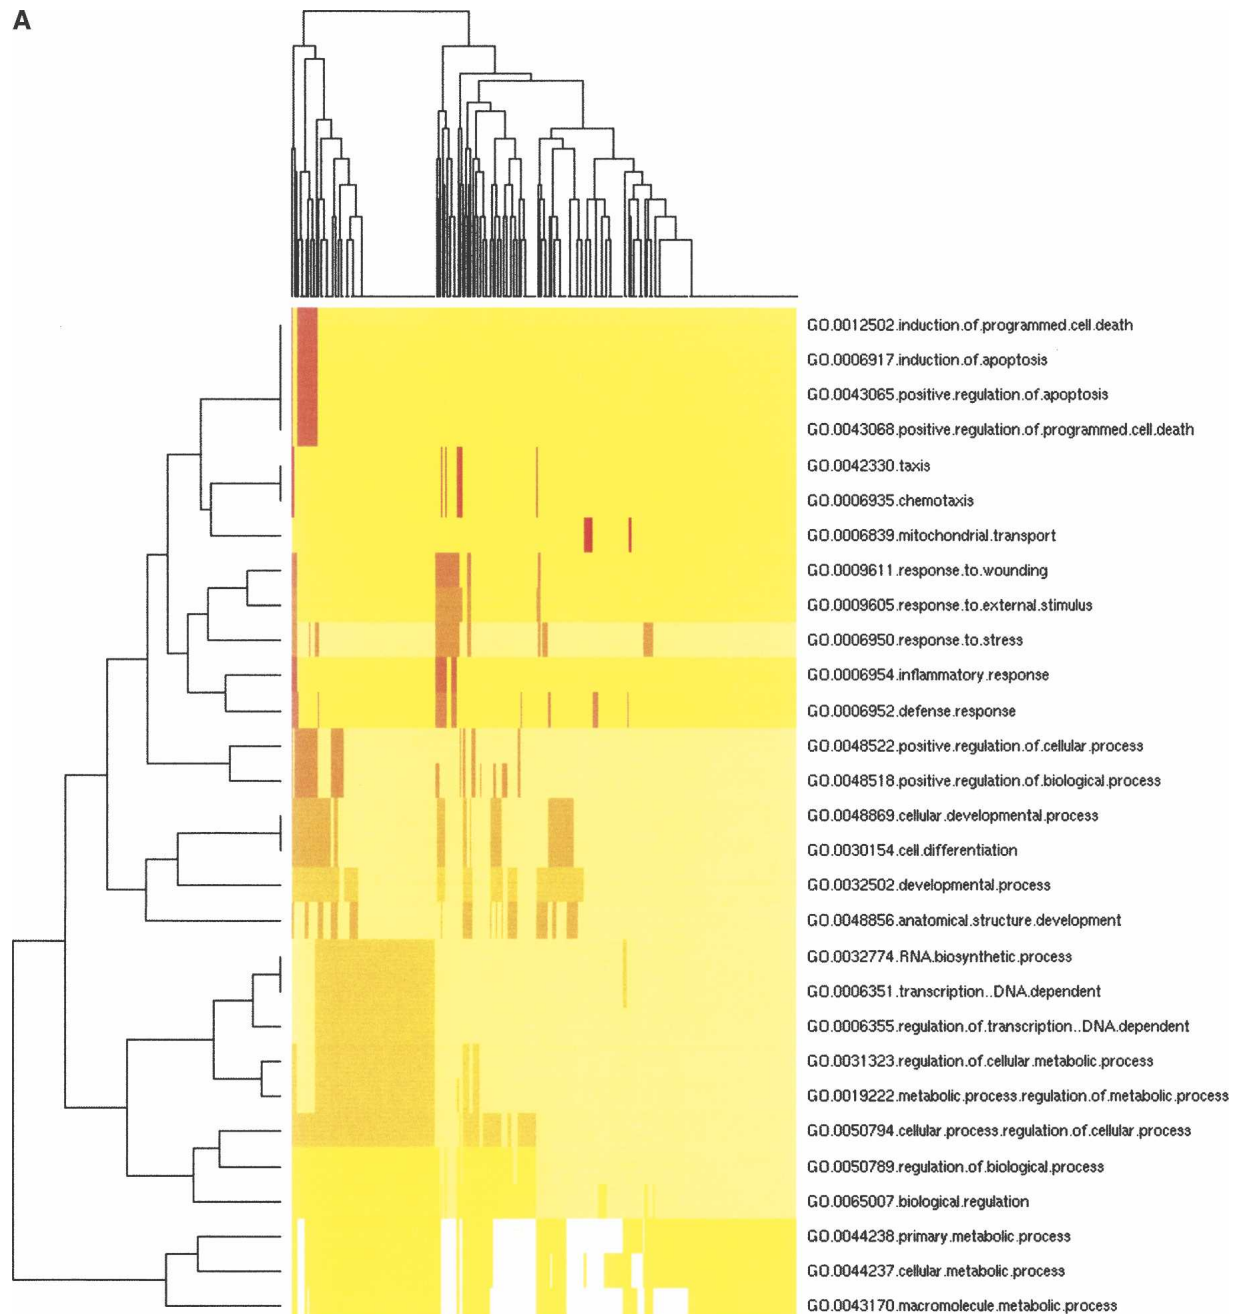 A
GO.0012502.induction.of.programmed.cell.death
GO.0006917.induction.of.apoptosis
GO.0043065.positive.regulation.of.apoptosis
GO.0043068.positive.regulation.of.programmed.cell.death
GO.0042330.taxis
GO.0006935.chemotaxis
GO.0006839.mitochondrial.transport
GO.0009611.response.to.wounding
GO.0009605.response.to.external.stimulus
GO.0006950.response.to.stress
GO.0006954.inflammatory.response
GO.0006952.defense.response
GO.0048522.positive.regulation.of.cellular.process
GO.0048518.positive.regulation.of.biological.process
GO.0048869.cellular.developmental.process
GO.0030154.cell.differentiation
GO.0032502.developmental.process
GO.0048856.anatomical.structure.development
GO.0032774.RNA.biosynthetic.process
GO.0006351.transcription..DNA.dependent
GO.0006355.regulation.of.transcription..DNA.dependent
GO.0031323.regulation.of.cellular.metabolic.process
GO.0019222.metabolic.process.regulation.of.metabolic.process
GO.0050794.cellular.process.regulation.of.cellular.process
GO.0050789.regulation.of.biological.process
GO.0065007.biological.regulation
GO.0044238.primary.metabolic.process
GO.0044237.cellular.metabolic.process
GO.0043170.macromolecule.metabolic.process